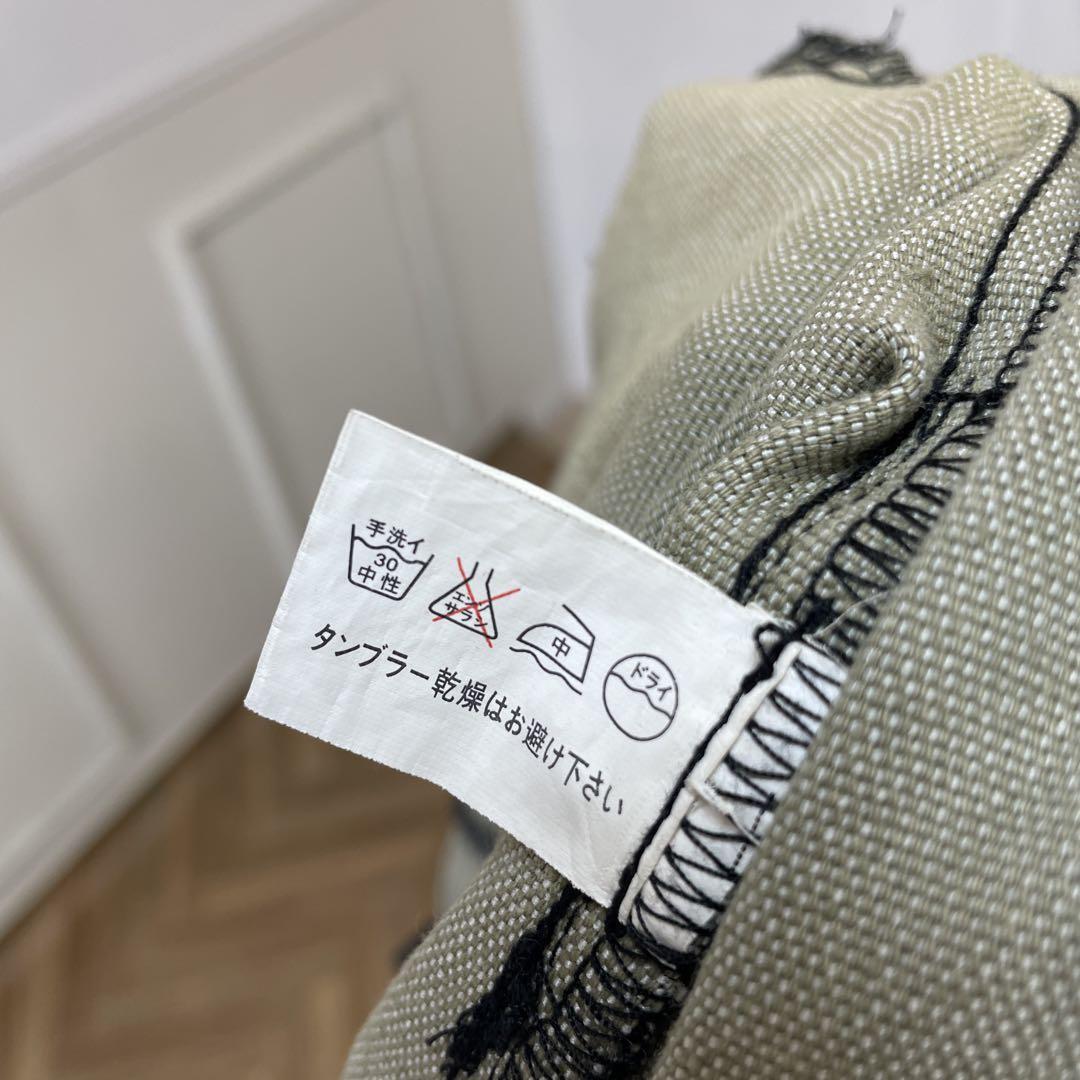 手洗イ
30
中性
エンソ
サラシ
中
ドライ
タンブラー乾燥はお避け下さい